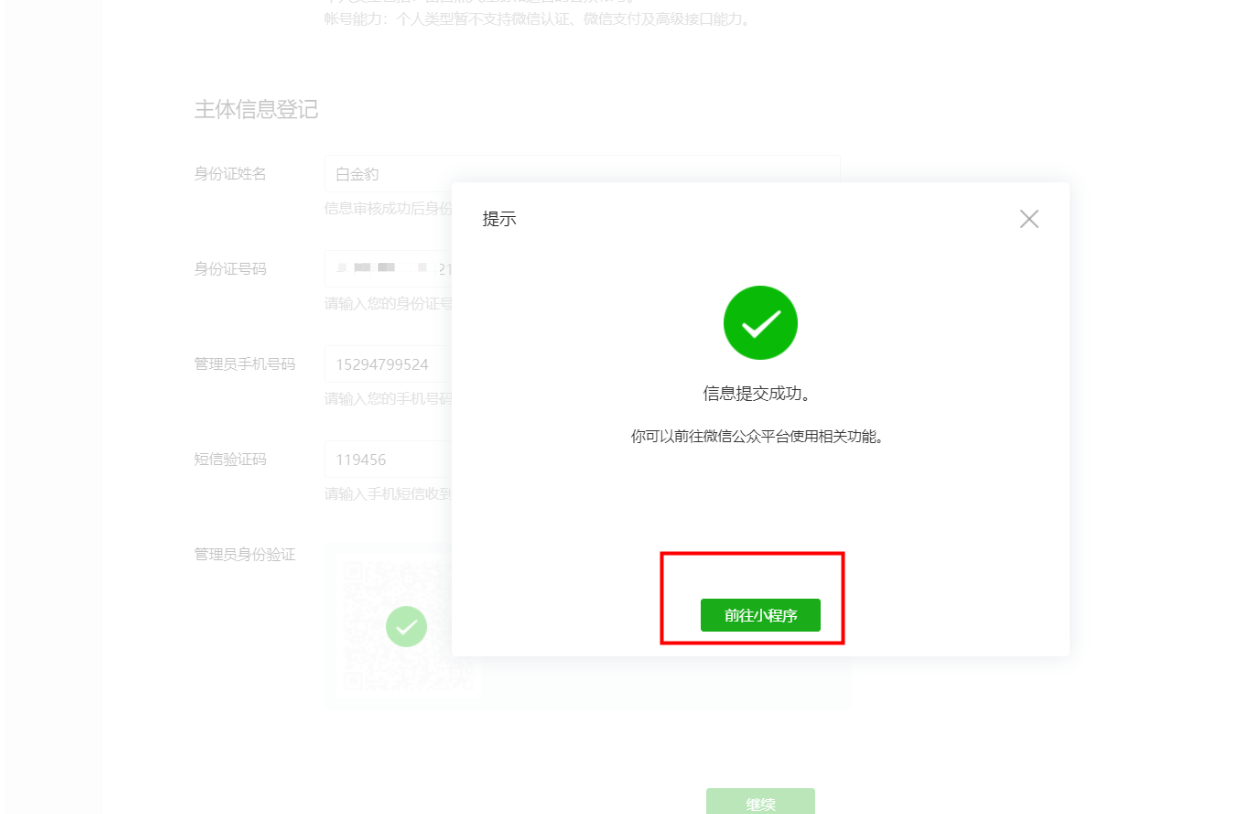 帐号能力：个人类型暂不支持微信认证、微信支付及高级接口能力。
主体信息登记
身份证姓名
白金豹
信息审核成功后身份
提示
身份证号码
21
请输入您的身份证号
信息提交成功。
管理员手机号码
15294799524
请输入您的手机号码
你可以前往微信公众平台使用相关功能。
短信验证码
119456
请输入手机短信收到
管理员身份验证
前往小程序
继续